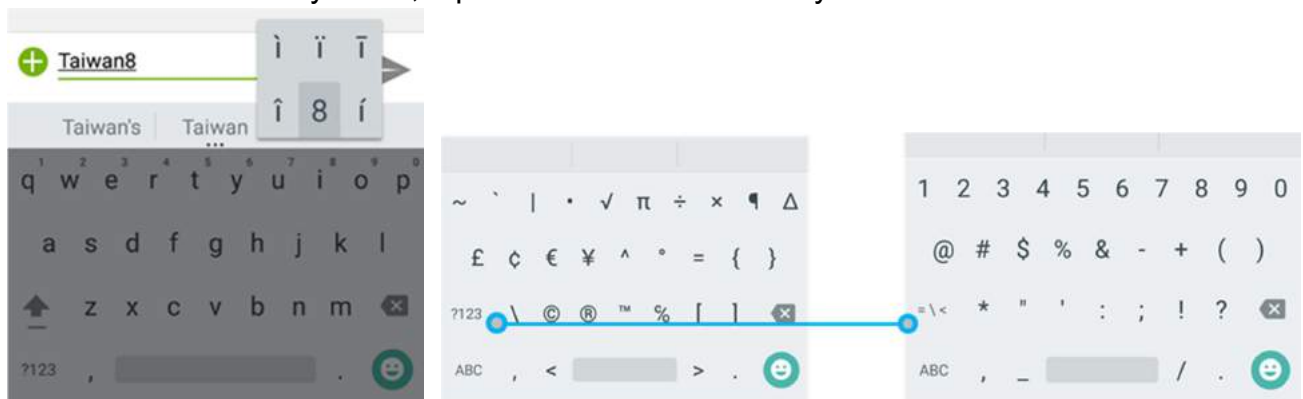 ì ï ī
Taiwan8
î 8 í
Taiwan's Taiwan
1 2 3 4 5 6 7 8 9 0
q w e r t y u i o p
a s d f g h j k l
z x c v b n m
?123 , .
~ ` | • √ π ÷ × ¶ Δ
£ ¢ € ¥ ^ ° = { }
?123 \ © ® ™ ℅ [ ]
ABC , < > .
1 2 3 4 5 6 7 8 9 0
@ # $ % & - + ( )
=\< * " ' : ; ! ?
ABC , _ / .